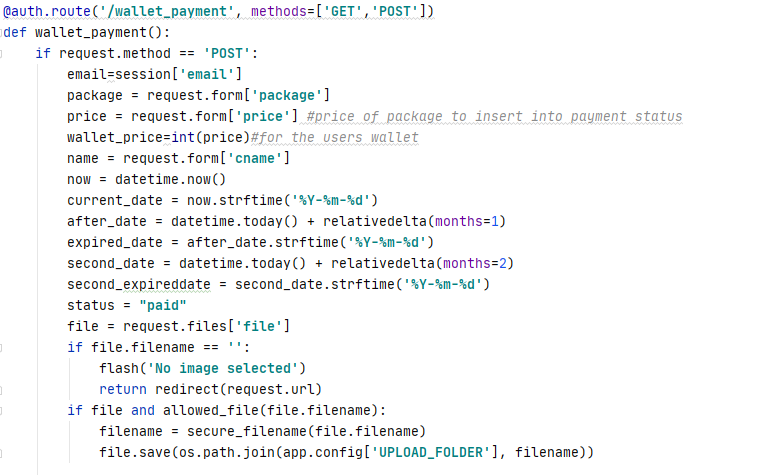 @auth.route('/wallet_payment', methods=['GET','POST'])
def wallet_payment():
    if request.method == 'POST':
        email=session['email']
        package = request.form['package']
        price = request.form['price'] #price of package to insert into payment status
        wallet_price=int(price)#for the users wallet
        name = request.form['cname']
        now = datetime.now()
        current_date = now.strftime('%Y-%m-%d')
        after_date = datetime.today() + relativedelta(months=1)
        expired_date = after_date.strftime('%Y-%m-%d')
        second_date = datetime.today() + relativedelta(months=2)
        second_expireddate = second_date.strftime('%Y-%m-%d')
        status = "paid"
        file = request.files['file']
        if file.filename == '':
            flash('No image selected')
            return redirect(request.url)
        if file and allowed_file(file.filename):
            filename = secure_filename(file.filename)
            file.save(os.path.join(app.config['UPLOAD_FOLDER'], filename))